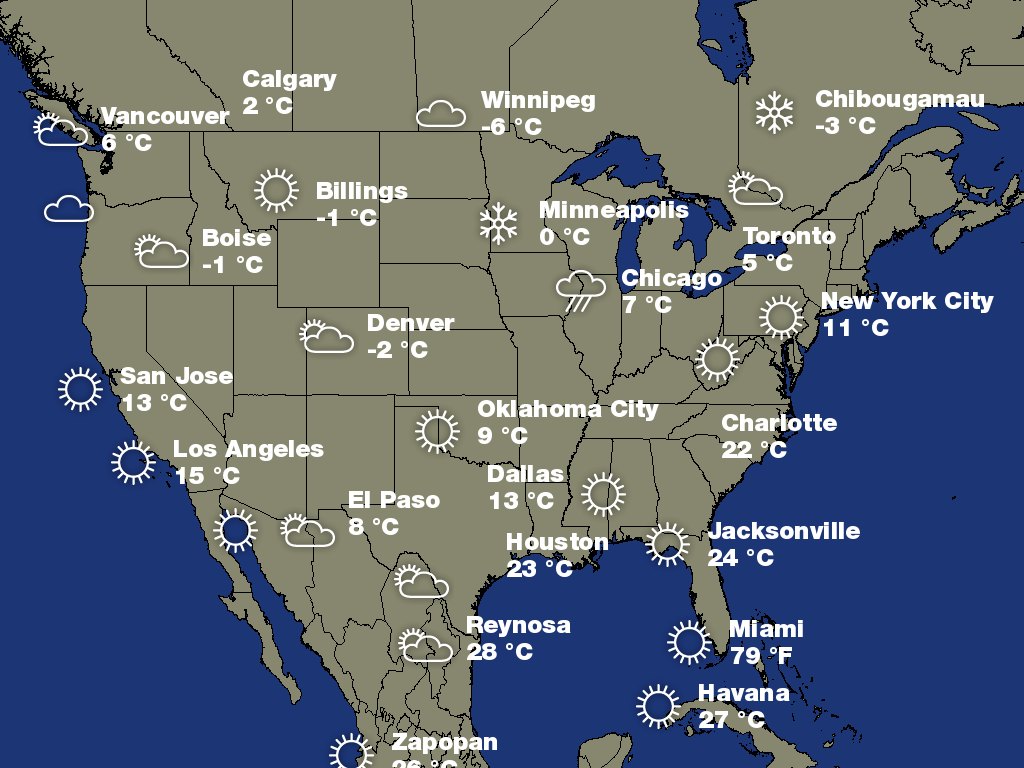 Calgary
2 °C
Winnipeg
-6 °C
Chibougamau
-3 °C
Vancouver
6 °C
Billings
-1 °C
Minneapolis
0 °C
Boise
-1 °C
Toronto
5 °C
Chicago
7 °C
New York City
11 °C
Denver
-2 °C
San Jose
13 °C
Oklahoma City
9 °C
Charlotte
22 °C
Los Angeles
15 °C
Dallas
13 °C
El Paso
8 °C
Houston
23 °C
Jacksonville
24 °C
Reynosa
28 °C
Miami
79 °F
Havana
27 °C
Zapopan
26 °C